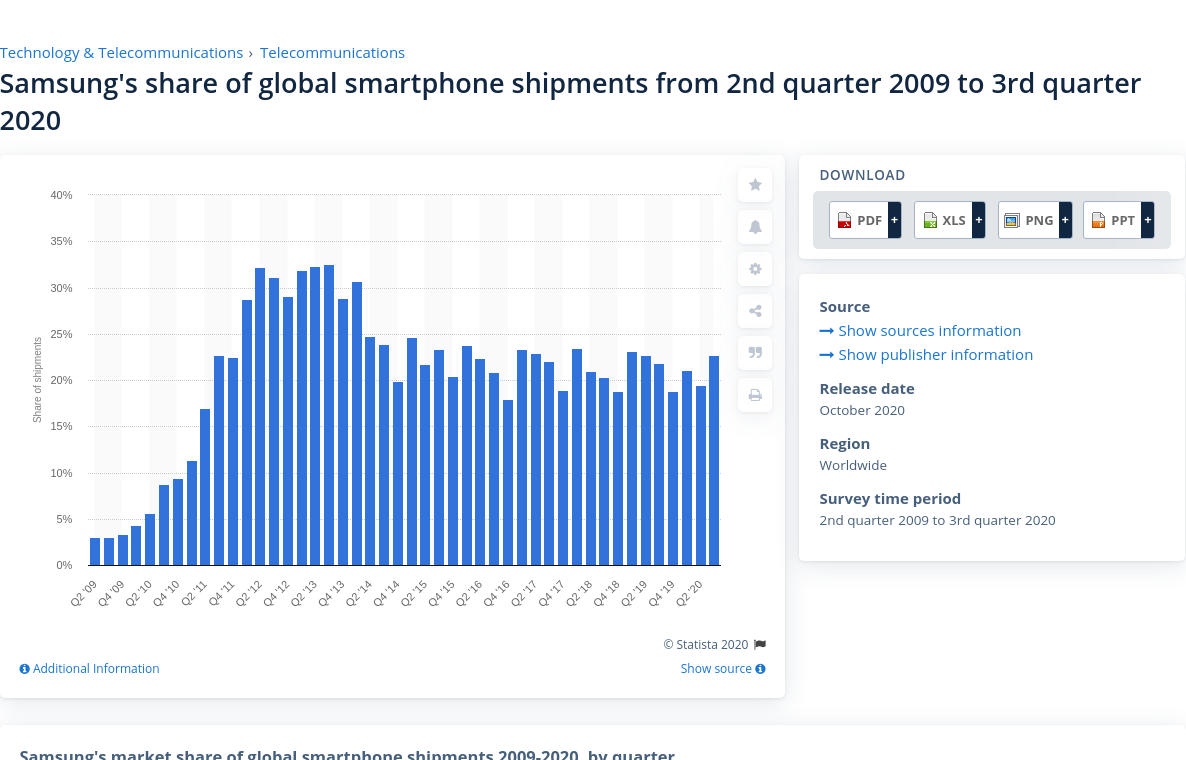 Technology & Telecommunications › Telecommunications
Samsung's share of global smartphone shipments from 2nd quarter 2009 to 3rd quarter
2020
40%
35%
30%
25%
20%
15%
10%
5%
0%
Share of shipments
Q2 '09
Q4 '09
Q2 '10
Q4 '10
Q2 '11
Q4 '11
Q2 '12
Q4 '12
Q2 '13
Q4 '13
Q2 '14
Q4 '14
Q2 '15
Q4 '15
Q2 '16
Q4 '16
Q2 '17
Q4 '17
Q2 '18
Q4 '18
Q2 '19
Q4 '19
Q2 '20
© Statista 2020
Additional Information
Show source
DOWNLOAD
PDF + XLS + PNG + PPT +
Source
Show sources information
Show publisher information
Release date
October 2020
Region
Worldwide
Survey time period
2nd quarter 2009 to 3rd quarter 2020
Samsung's market share of global smartphone shipments 2009-2020, by quarter